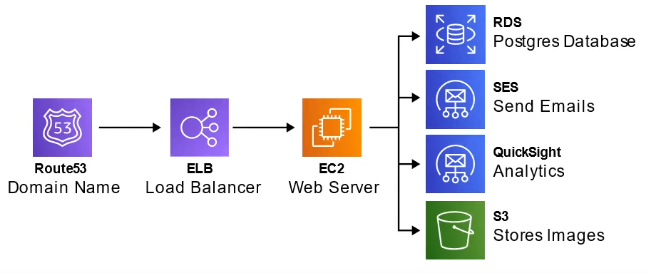 RDS
Postgres Database
SES
Send Emails
53
Route53
Domain Name
ELB
Load Balancer
EC2
Web Server
QuickSight
Analytics
S3
Stores Images